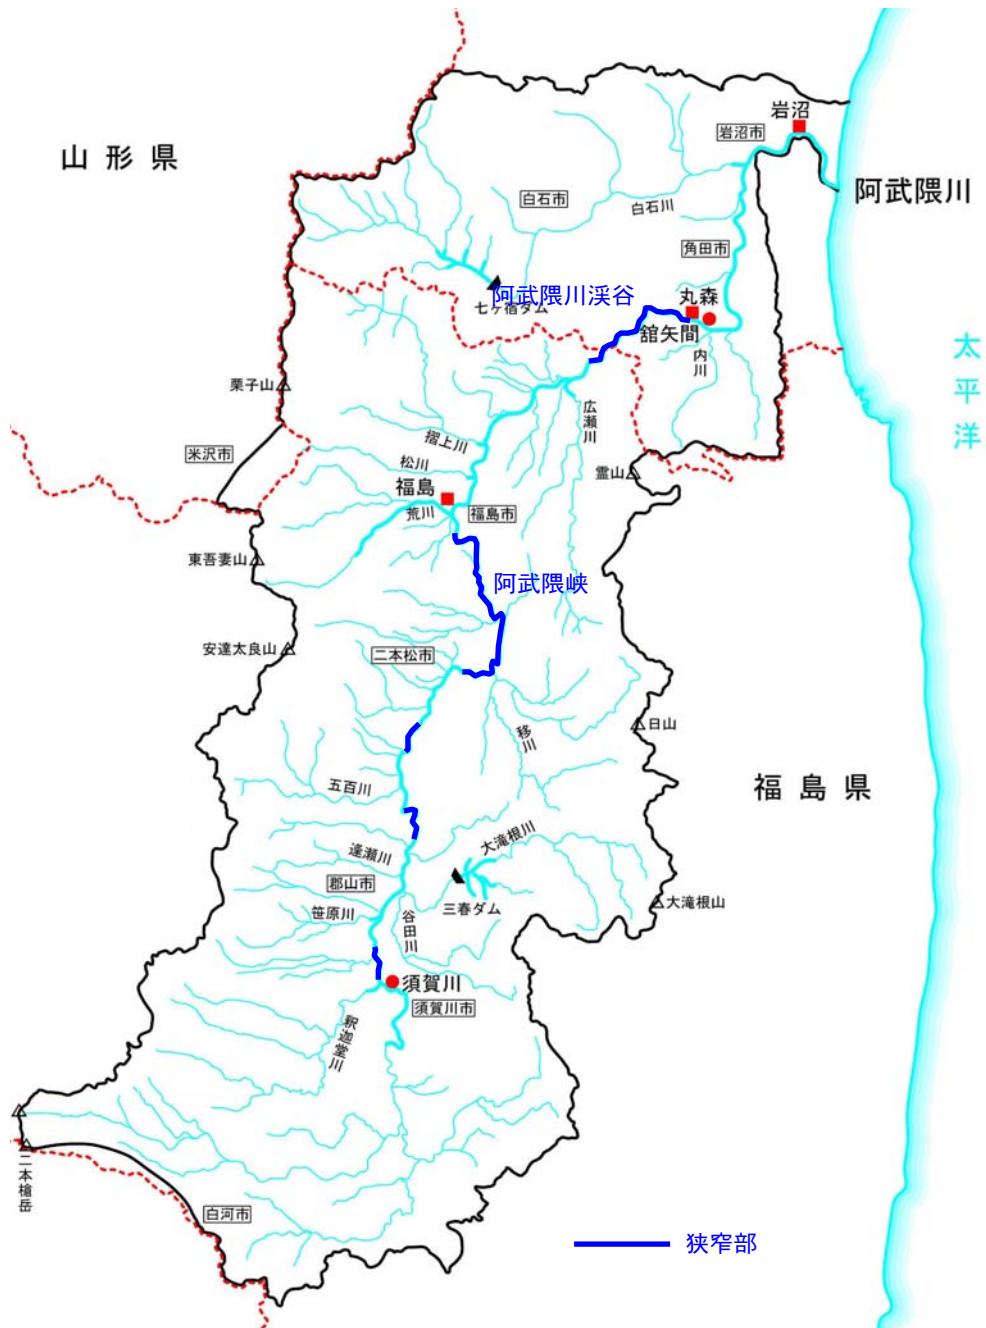 岩沼
岩沼市
山形県
阿武隈川
白石市
白石川
角田市
阿武隈川渓谷
丸森
七ヶ宿ダム
舘矢間
内川
太平洋
栗子山
広瀬川
摺上川
米沢市
松川
霊山
福島
荒川
福島市
東吾妻山
阿武隈峡
安達太良山
二本松市
日山
移川
五百川
福島県
大滝根川
逢瀬川
郡山市
大滝根山
三春ダム
笹原川
谷田川
須賀川
須賀川市
釈迦堂川
二本槍岳
白河市
狭窄部